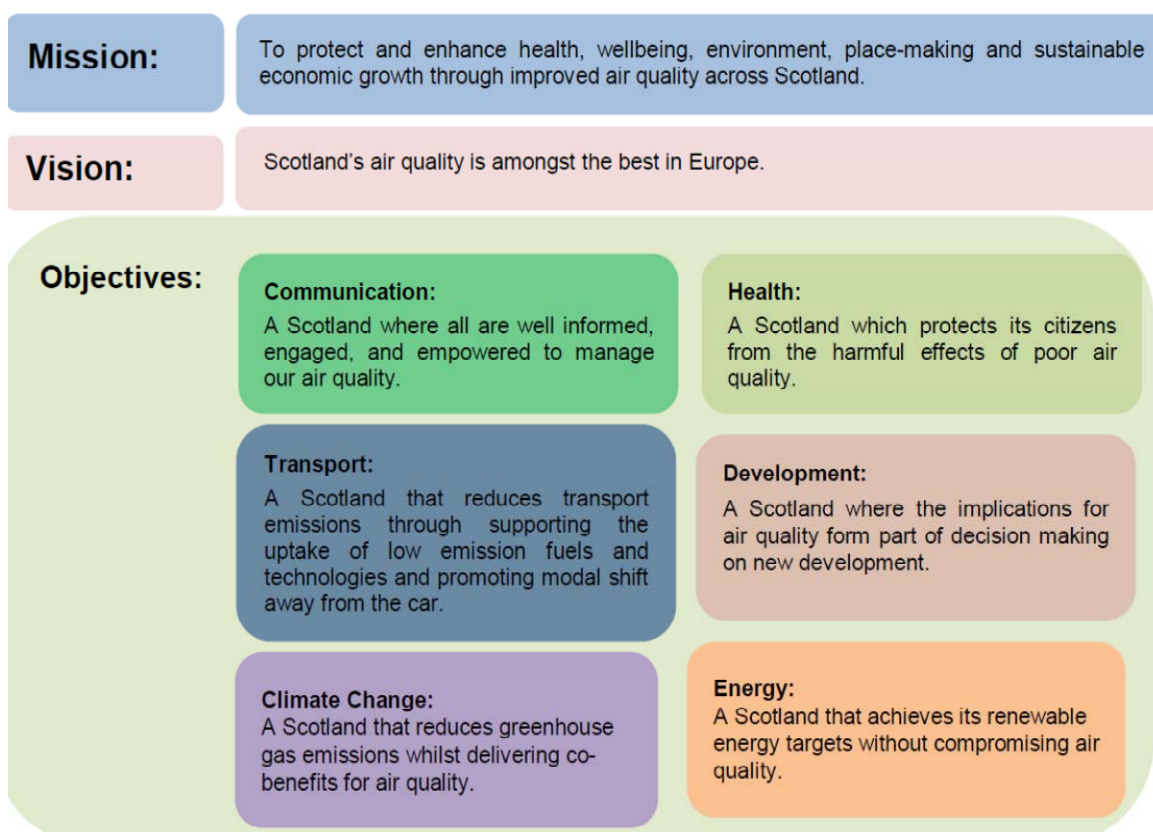 Mission:
To protect and enhance health, wellbeing, environment, place-making and sustainable
economic growth through improved air quality across Scotland.
Vision:
Scotland's air quality is amongst the best in Europe.
Objectives:
Communication:
A Scotland where all are well informed,
engaged, and empowered to manage
our air quality.
Health:
A Scotland which protects its citizens
from the harmful effects of poor air
quality.
Transport:
A Scotland that reduces transport
emissions through supporting the
uptake of low emission fuels and
technologies and promoting modal shift
away from the car.
Development:
A Scotland where the implications for
air quality form part of decision making
on new development.
Climate Change:
A Scotland that reduces greenhouse
gas emissions whilst delivering co-
benefits for air quality.
Energy:
A Scotland that achieves its renewable
energy targets without compromising air
quality.